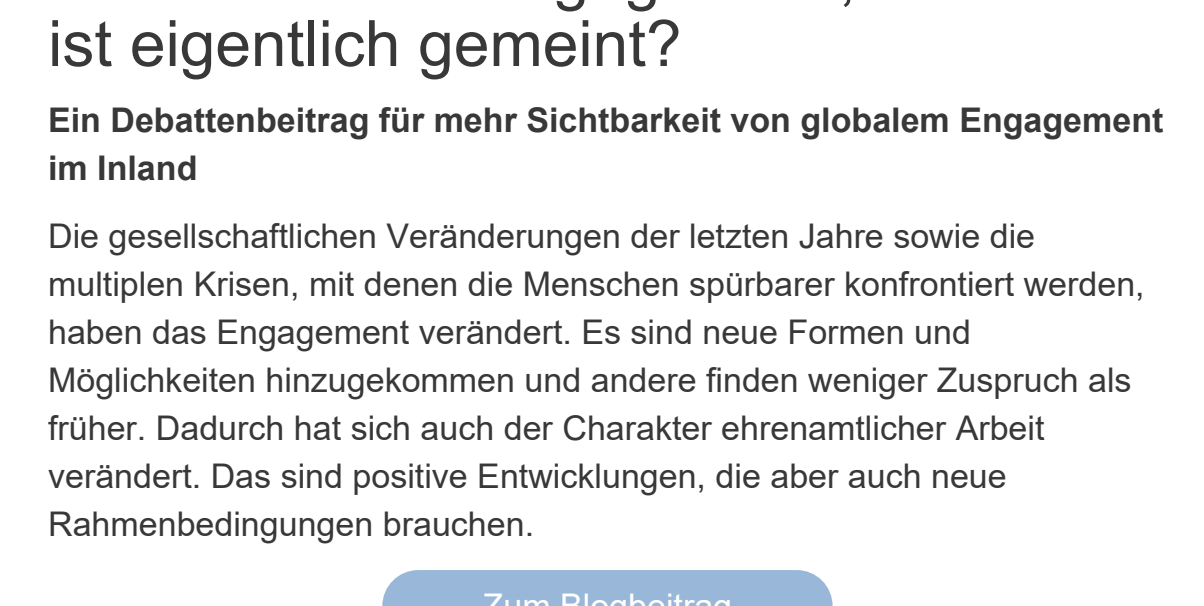 ist eigentlich gemeint?
Ein Debattenbeitrag für mehr Sichtbarkeit von globalem Engagement
im Inland
Die gesellschaftlichen Veränderungen der letzten Jahre sowie die
multiplen Krisen, mit denen die Menschen spürbarer konfrontiert werden,
haben das Engagement verändert. Es sind neue Formen und
Möglichkeiten hinzugekommen und andere finden weniger Zuspruch als
früher. Dadurch hat sich auch der Charakter ehrenamtlicher Arbeit
verändert. Das sind positive Entwicklungen, die aber auch neue
Rahmenbedingungen brauchen.
Zum Blogbeitrag